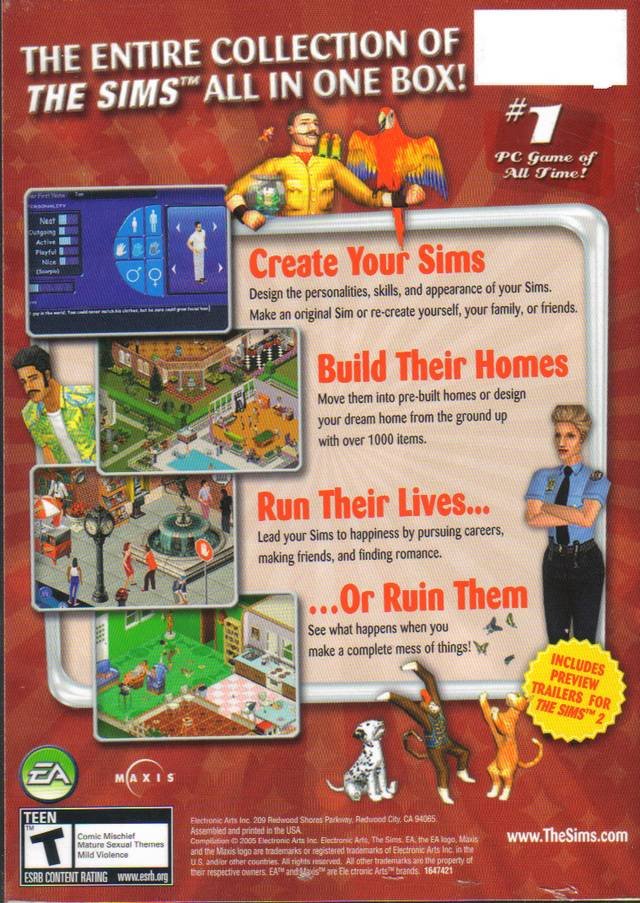 THE ENTIRE COLLECTION OF
THE SIMS™ ALL IN ONE BOX!
#1
PC Game of
All Time!
Neat
Outgoing
Active
Playful
Nice
(Scorpio)
Create Your Sims
Design the personalities, skills, and appearance of your Sims.
Make an original Sim or re-create yourself, your family, or friends.
Build Their Homes
Move them into pre-built homes or design
your dream home from the ground up
with over 1000 items.
Run Their Lives...
Lead your Sims to happiness by pursuing careers,
making friends, and finding romance.
...Or Ruin Them
See what happens when you
make a complete mess of things!
INCLUDES
PREVIEW
TRAILERS FOR
THE SIMS™ 2
EA
MAXIS
TEEN
T
Comic Mischief
Mature Sexual Themes
Mild Violence
ESRB CONTENT RATING www.esrb.org
Electronic Arts Inc. 209 Redwood Shores Parkway, Redwood City, CA 94065.
Assembled and printed in the USA.
Compilation © 2005 Electronic Arts Inc. Electronic Arts, The Sims, EA, the EA logo, Maxis
and the Maxis logo are trademarks or registered trademarks of Electronic Arts Inc. in the
U.S. and/or other countries. All rights reserved. All other trademarks are the property of
their respective owners. EA™ and Maxis™ are Ele ctronic Arts™ brands. 1647421
www.TheSims.com